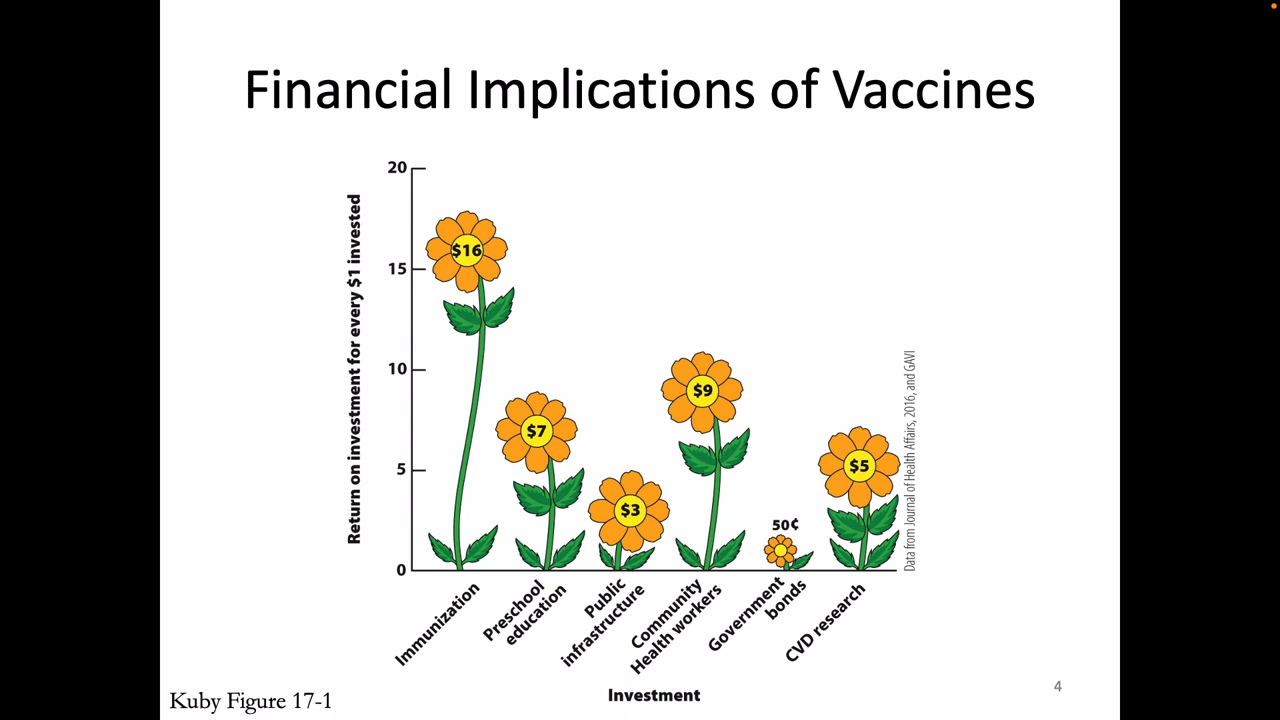 Financial Implications of Vaccines
Return on investment for every $1 invested
20
15
10
5
0
$16
$7
$3
$9
50¢
$5
Immunization
Preschool
education
Public
infrastructure
Community
Health workers
Government
bonds
CVD research
Investment
Data from Journal of Health Affairs, 2016, and GAVI
Kuby Figure 17-1
4